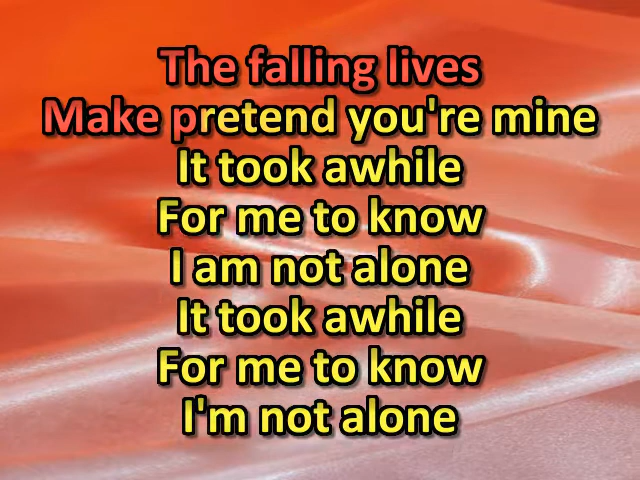 The falling lives
Make pretend you're mine
It took awhile
For me to know
I am not alone
It took awhile
For me to know
I'm not alone